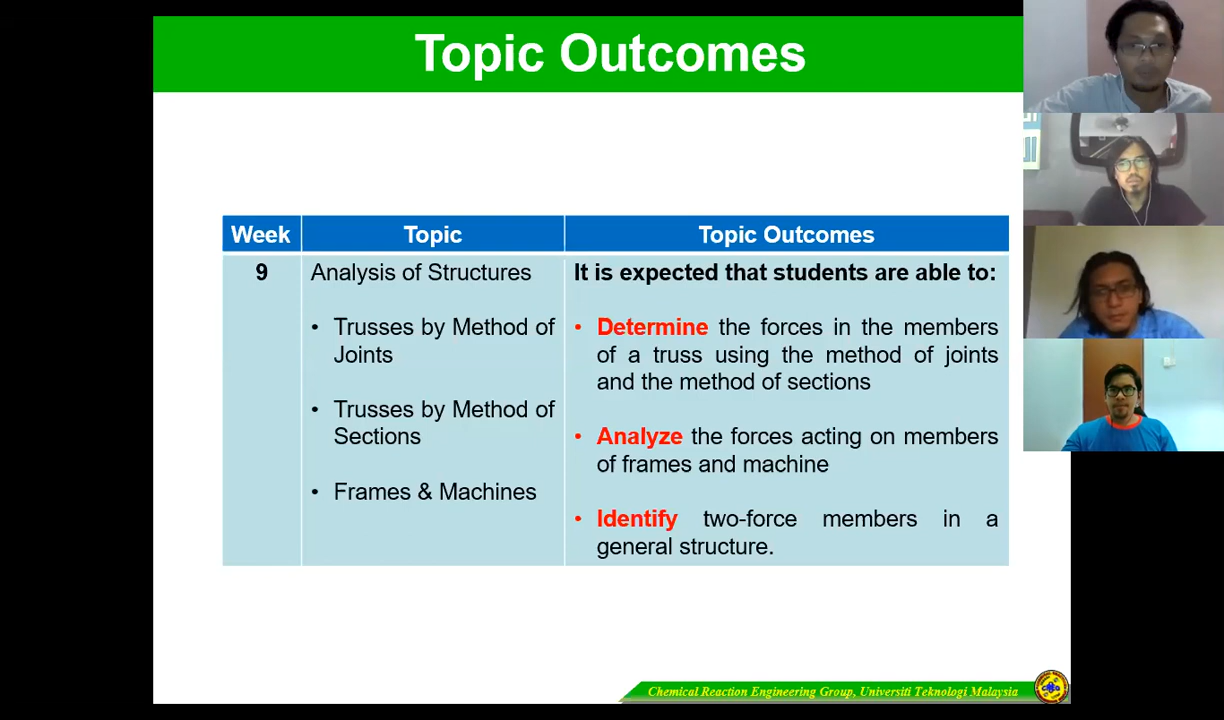 Topic Outcomes
Week
Topic
Topic Outcomes
9
Analysis of Structures
• Trusses by Method of
Joints
• Trusses by Method of
Sections
• Frames & Machines
It is expected that students are able to:
• Determine the forces in the members
of a truss using the method of joints
and the method of sections
• Analyze the forces acting on members
of frames and machine
• Identify two-force members in a
general structure.
Chemical Reaction Engineering Group, Universiti Teknologi Malaysia